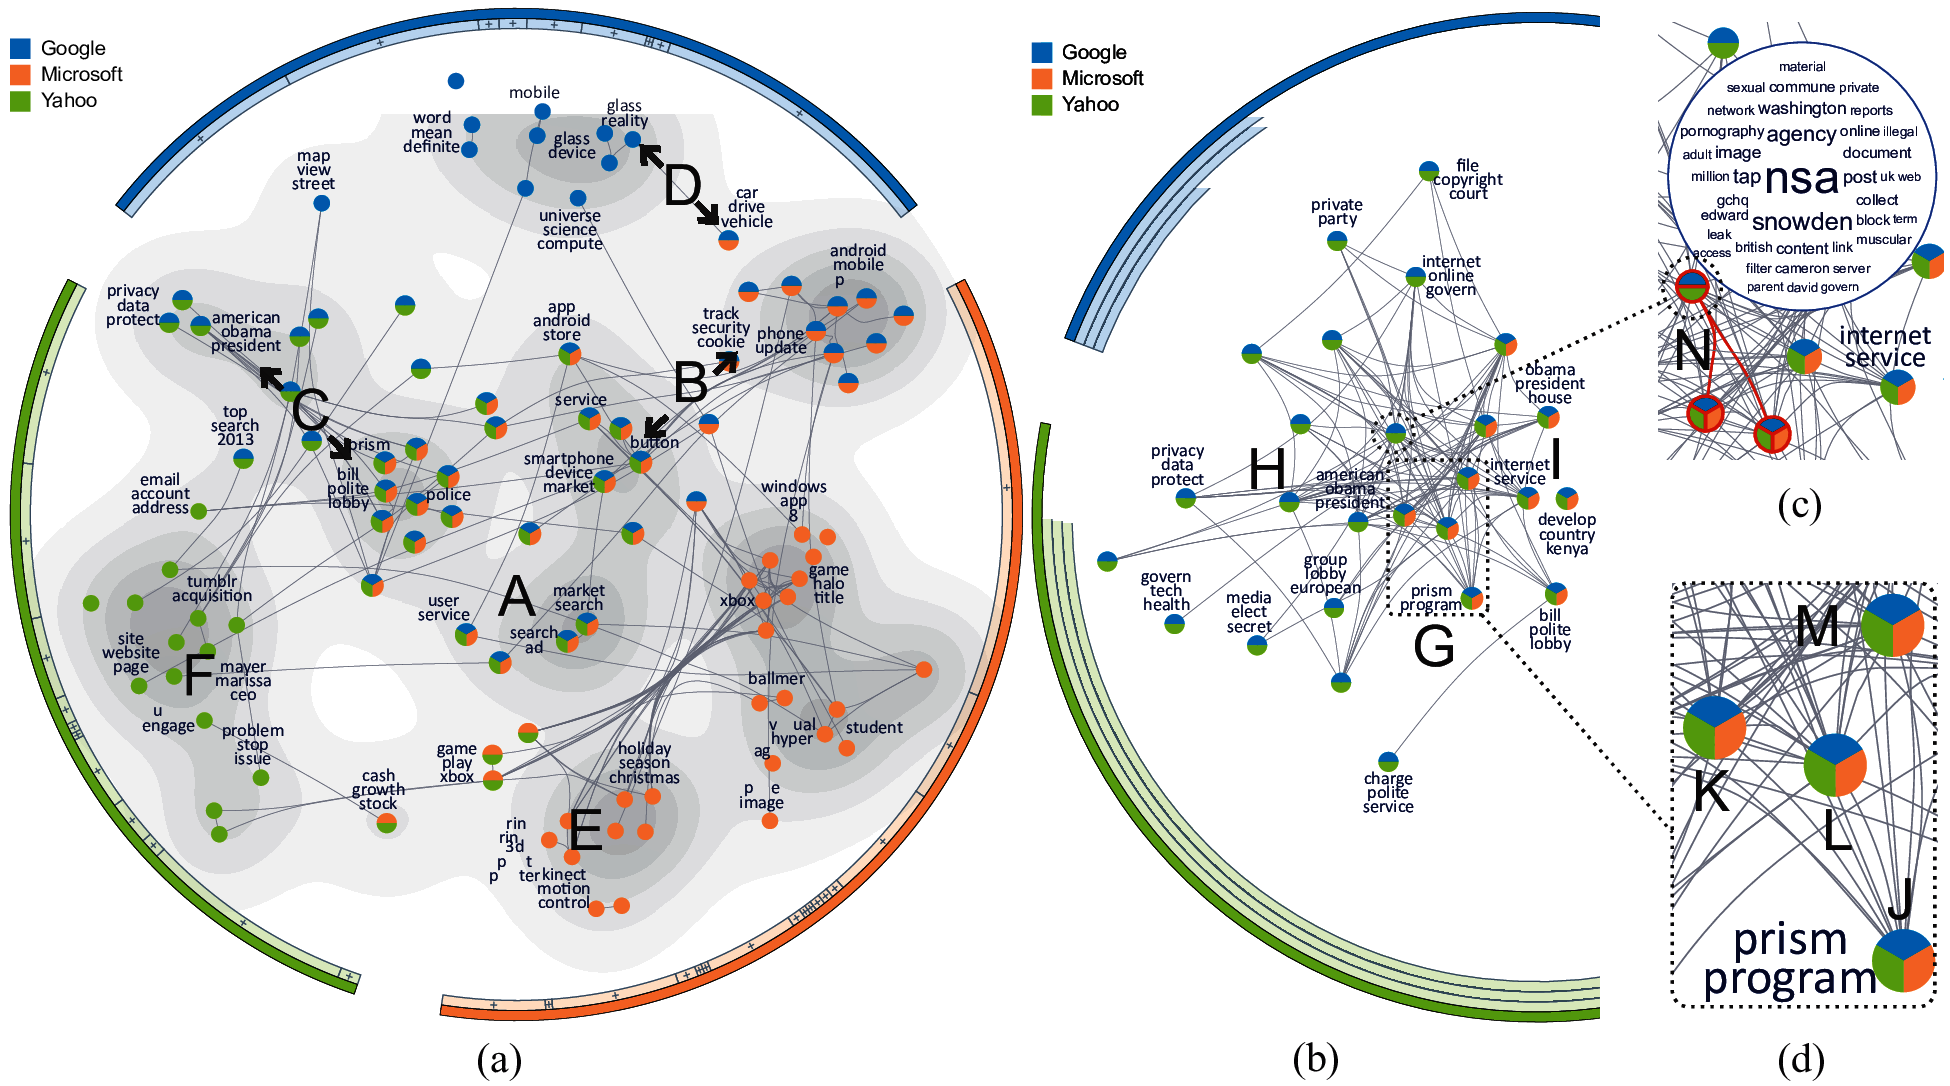 Google
Microsoft
Yahoo
mobile
word
mean
definite
glass
reality
glass
device
D
map
view
street
universe
science
compute
car
drive
vehicle
android
mobile
p
privacy
data
protect
american
obama
president
app
android
store
track
security
cookie
phone
update
B
C
top
search
2013
prism
service
button
bill
polite
lobby
police
smartphone
device
market
email
account
address
windows
app
8
tumblr
acquisition
user
service
A
market
search
search
ad
xbox
game
halo
title
site
website
page
F
mayer
marissa
ceo
u
engage
problem
stop
issue
ballmer
v ual
hyper
student
ag
p e
image
game
play
xbox
holiday
season
christmas
cash
growth
stock
E
rin
rin
3d
p t
p ter
kinect
motion
control
(a)
Google
Microsoft
Yahoo
file
copyright
court
private
party
internet
online
govern
obama
president
house
privacy
data
protect
H
american
obama
president
internet
service
I
develop
country
kenya
govern
tech
health
media
elect
secret
group
lobby
european
prism
program
bill
polite
lobby
G
charge
polite
service
(b)
material
sexual commune private
network washington reports
pornography agency online illegal
adult image document
million tap nsa post uk web
gchq collect
edward snowden block term
leak muscular
access british content link
filter cameron server
parent david govern
N
internet
service
(c)
M
K
L
J
prism
program
(d)